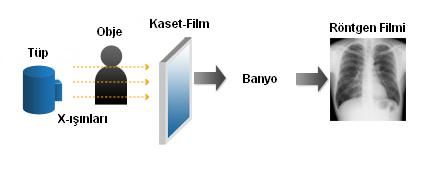 Tüp
Obje
Kaset-Film
X-ışınları
Banyo
Röntgen Filmi